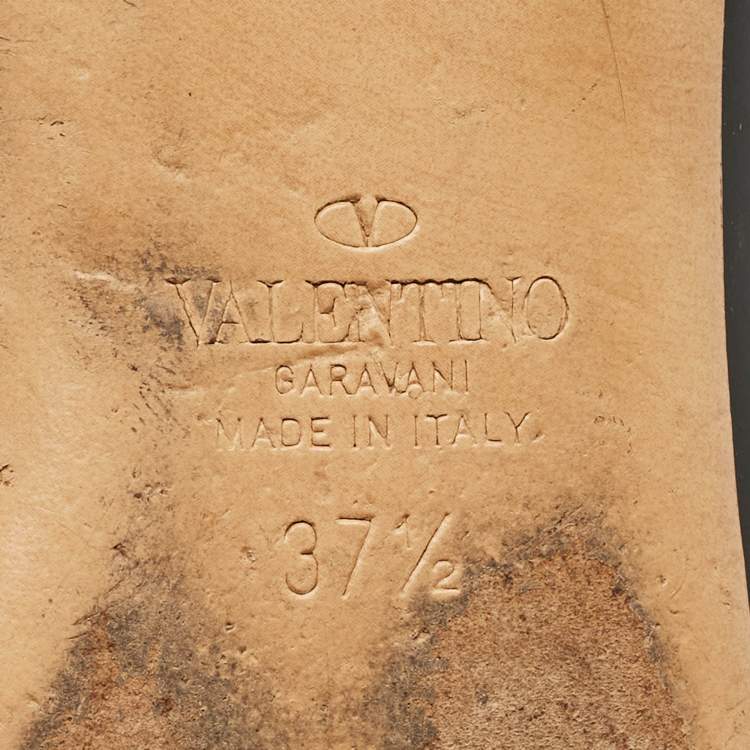 V
VALENTINO
GARAVANI
MADE IN ITALY
37½